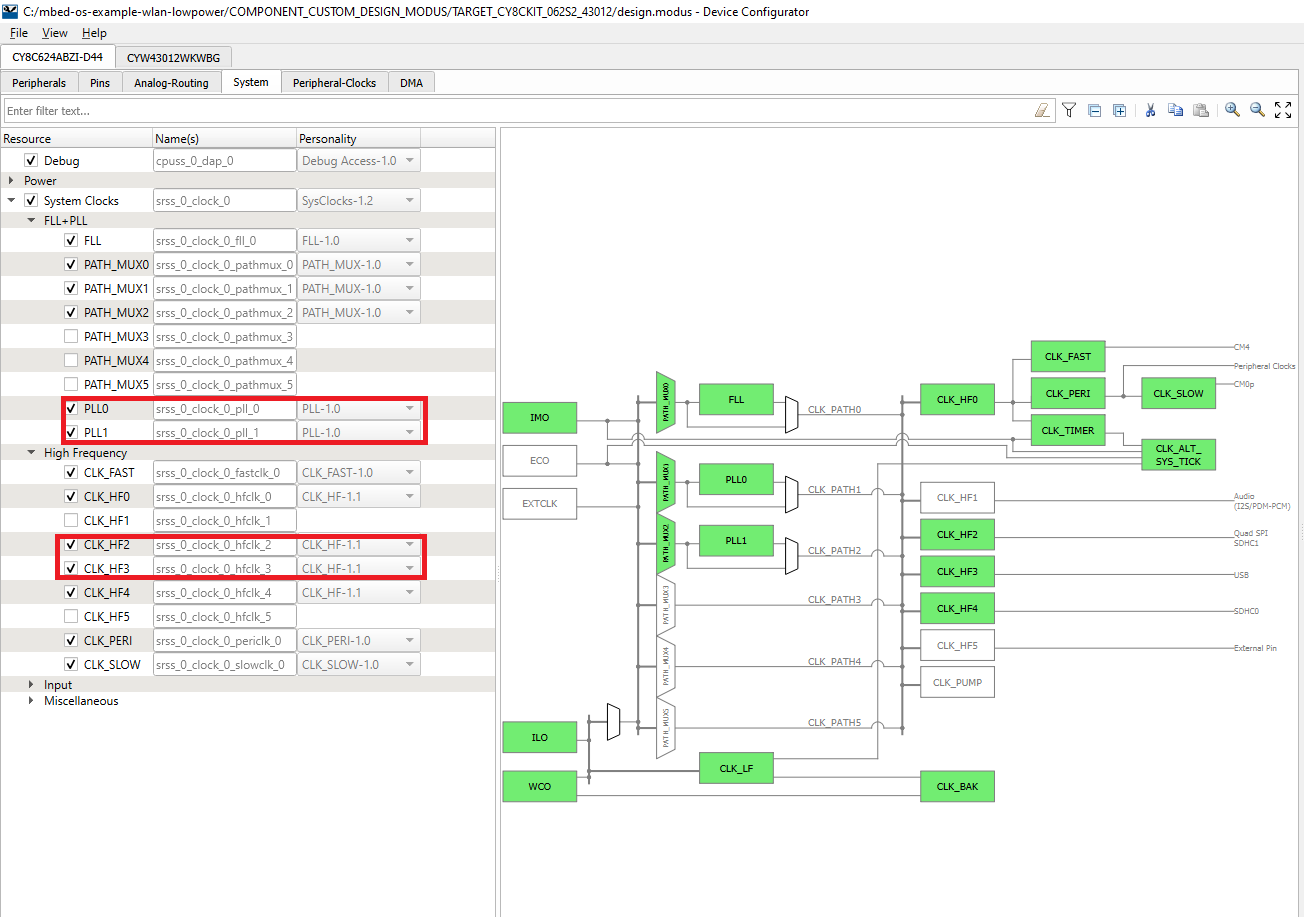 C:/mbed-os-example-wlan-lowpower/COMPONENT_CUSTOM_DESIGN_MODUS/TARGET_CY8CKIT_062S2_43012/design.modus - Device Configurator
File View Help
CY8C624ABZI-D44 CYW43012WKWBG
Peripherals Pins Analog-Routing System Peripheral-Clocks DMA
Enter filter text...
Resource Name(s) Personality
Debug cpuss_0_dap_0 Debug Access-1.0
Power
System Clocks srss_0_clock_0 SysClocks-1.2
FLL+PLL
FLL srss_0_clock_0_fll_0 FLL-1.0
PATH_MUX0 srss_0_clock_0_pathmux_0 PATH_MUX-1.0
PATH_MUX1 srss_0_clock_0_pathmux_1 PATH_MUX-1.0
PATH_MUX2 srss_0_clock_0_pathmux_2 PATH_MUX-1.0
PATH_MUX3 srss_0_clock_0_pathmux_3
PATH_MUX4 srss_0_clock_0_pathmux_4
PATH_MUX5 srss_0_clock_0_pathmux_5
PLL0 srss_0_clock_0_pll_0 PLL-1.0
PLL1 srss_0_clock_0_pll_1 PLL-1.0
High Frequency
CLK_FAST srss_0_clock_0_fastclk_0 CLK_FAST-1.0
CLK_HF0 srss_0_clock_0_hfclk_0 CLK_HF-1.1
CLK_HF1 srss_0_clock_0_hfclk_1
CLK_HF2 srss_0_clock_0_hfclk_2 CLK_HF-1.1
CLK_HF3 srss_0_clock_0_hfclk_3 CLK_HF-1.1
CLK_HF4 srss_0_clock_0_hfclk_4 CLK_HF-1.1
CLK_HF5 srss_0_clock_0_hfclk_5
CLK_PERI srss_0_clock_0_periclk_0 CLK_PERI-1.0
CLK_SLOW srss_0_clock_0_slowclk_0 CLK_SLOW-1.0
Input
Miscellaneous
IMO
ECO
EXTCLK
ILO
WCO
PATH_MUX0
PATH_MUX1
PATH_MUX2
PATH_MUX3
PATH_MUX4
PATH_MUX5
FLL
PLL0
PLL1
CLK_LF
CLK_PATH0
CLK_PATH1
CLK_PATH2
CLK_PATH3
CLK_PATH4
CLK_PATH5
CLK_HF0
CLK_HF1
CLK_HF2
CLK_HF3
CLK_HF4
CLK_HF5
CLK_PUMP
CLK_BAK
CLK_FAST
CLK_PERI
CLK_TIMER
CLK_SLOW
CLK_ALT_
SYS_TICK
CM4
Peripheral Clocks
CM0p
Audio
(I2S/PDM-PCM)
Quad SPI
SDHC1
USB
SDHC0
External Pin